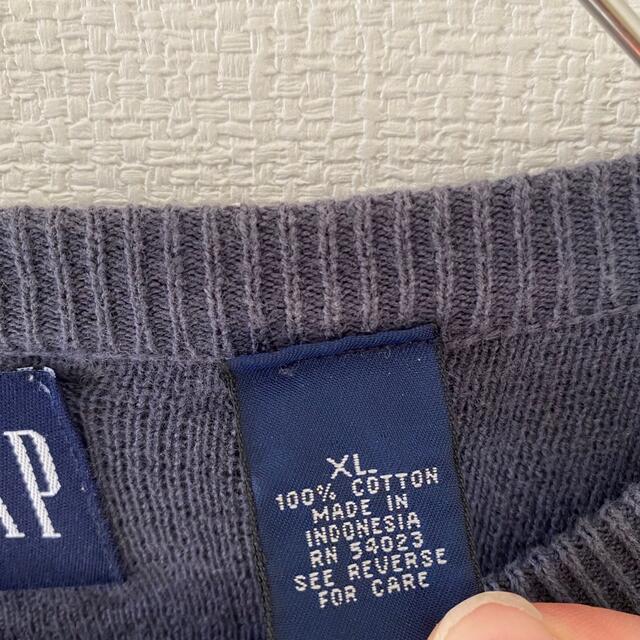 AP
XL
100% COTTON
MADE IN
INDONESIA
RN 54023
SEE REVERSE
FOR CARE